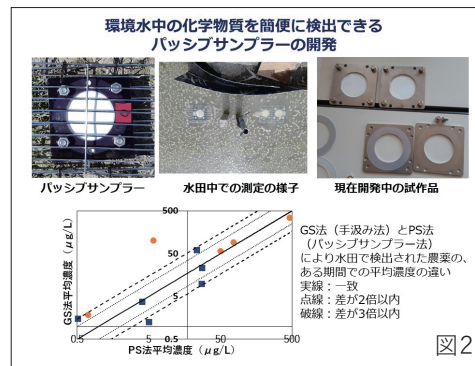 環境水中の化学物質を簡便に検出できる
パッシブサンプラーの開発
パッシブサンプラー
水田中での測定の様子
現在開発中の試作品
GS法平均濃度（μg/L）
500
50
5
0.5
0.5
5
50
500
PS法平均濃度（μg/L）
GS法（手汲み法）とPS法
（パッシブサンプラー法）
により水田で検出された農薬の、
ある期間での平均濃度の違い
実線：一致
点線：差が2倍以内
破線：差が3倍以内
図2